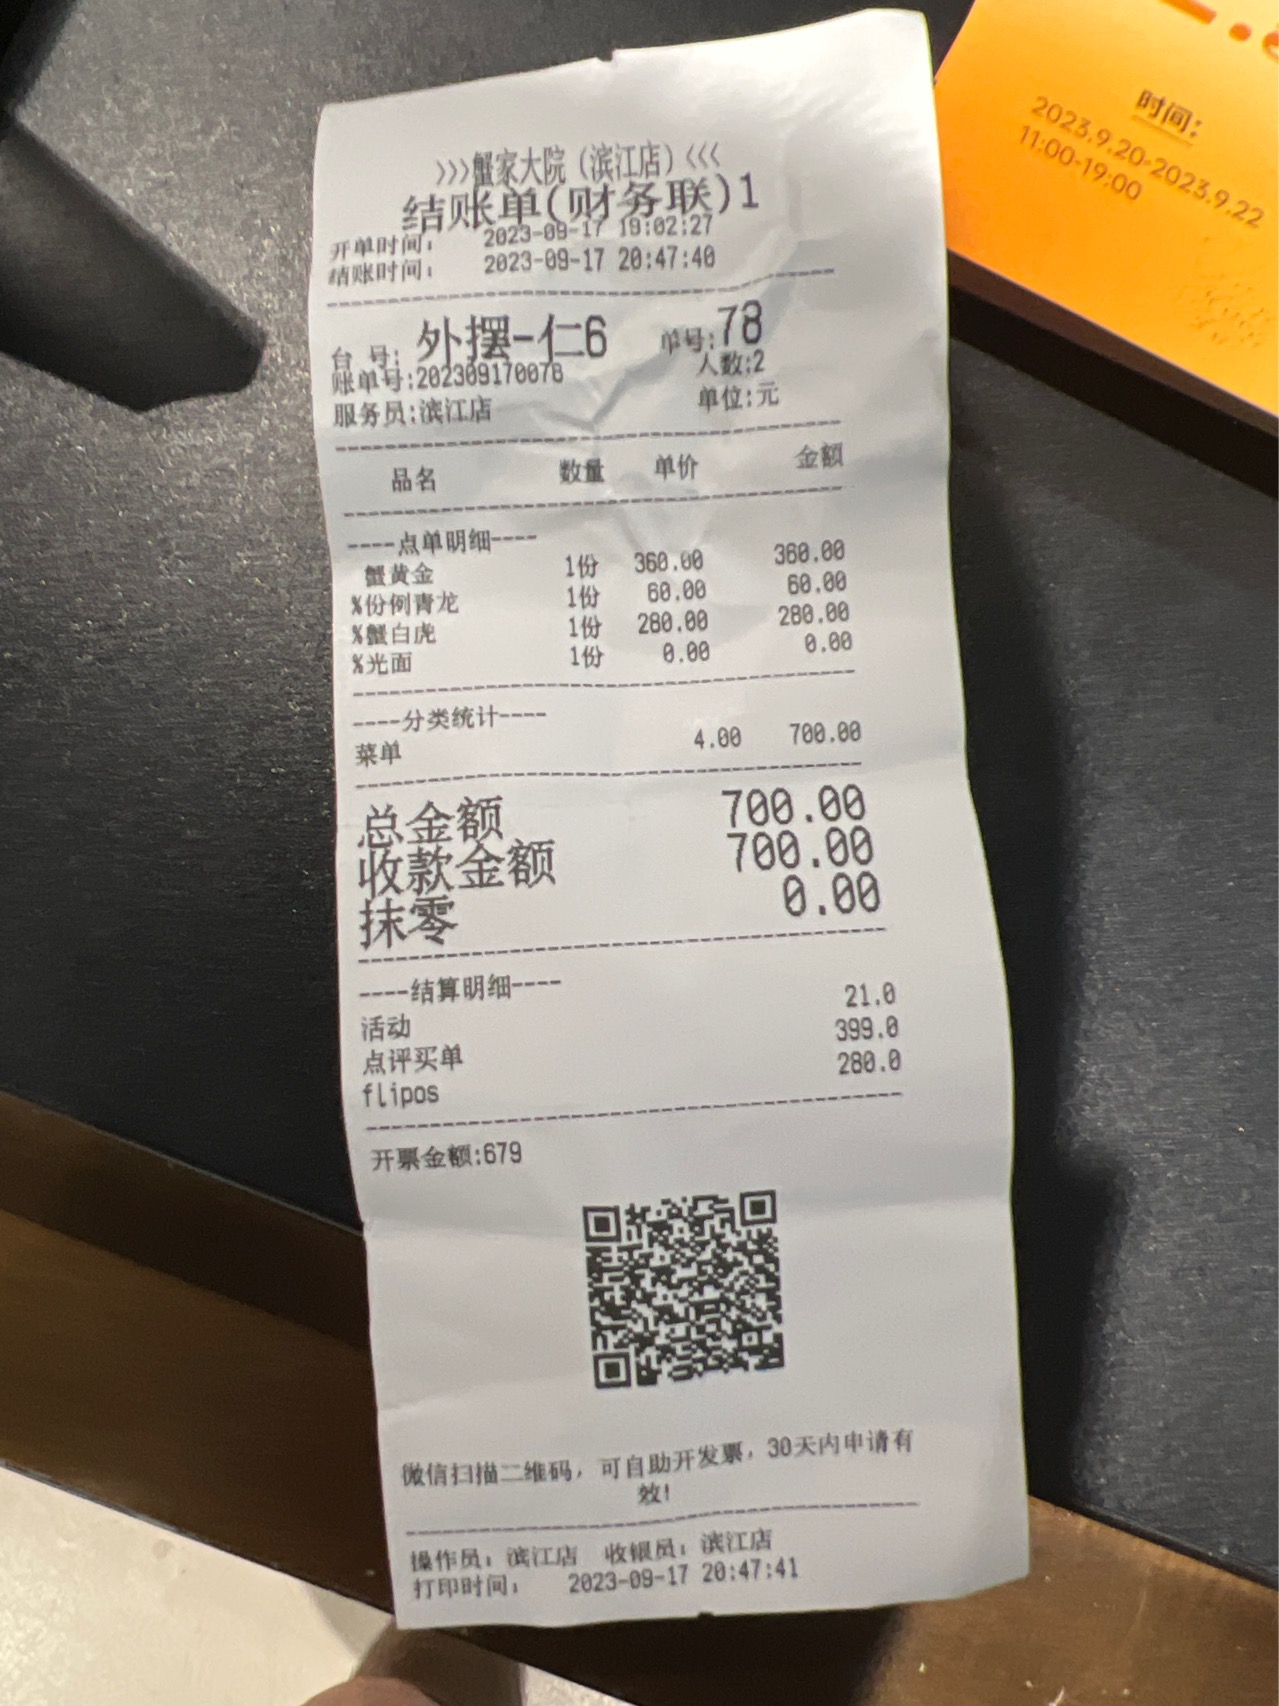 >>>蟹家大院（滨江店）<<<
结账单(财务联)1
开单时间: 2023-09-17 19:02:27
结账时间: 2023-09-17 20:47:40
台 号: 外摆-仁6 单号:78
账单号:202309170078 人数:2
服务员:滨江店 单位:元
品名 数量 单价 金额
----点单明细----
蟹黄金 1份 360.00 360.00
%份例青龙 1份 60.00 60.00
%蟹白虎 1份 280.00 280.00
%光面 1份 0.00 0.00
----分类统计----
菜单 4.00 700.00
总金额 700.00
收款金额 700.00
抹零 0.00
----结算明细----
活动 21.0
点评买单 399.0
flipos 280.0
开票金额:679
微信扫描二维码，可自助开发票，30天内申请有
效!
操作员: 滨江店 收银员: 滨江店
打印时间: 2023-09-17 20:47:41
时间:
2023.9.20-2023.9.22
11:00-19:00